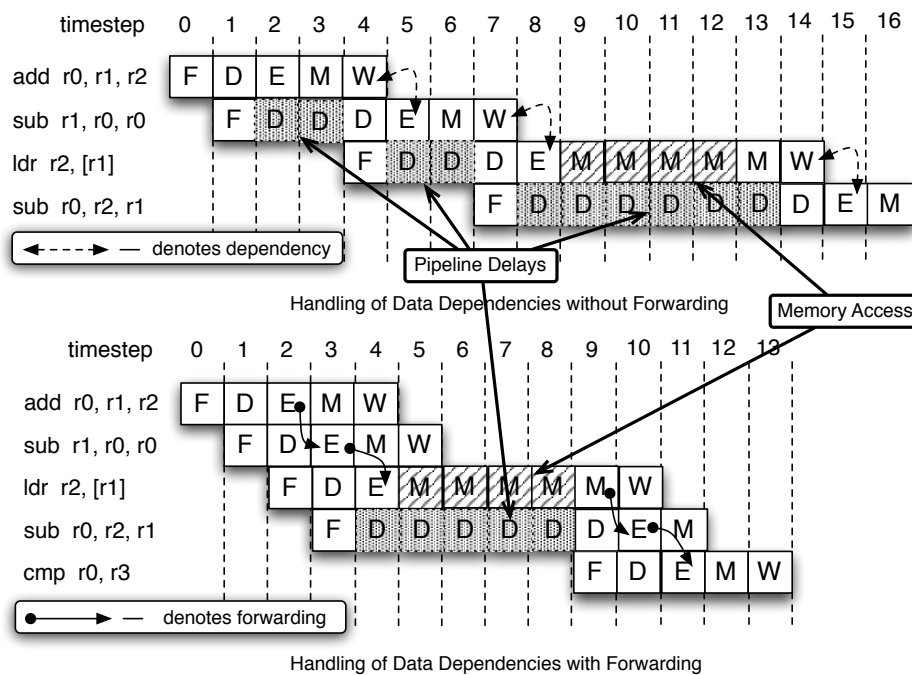 timestep 0 1 2 3 4 5 6 7 8 9 10 11 12 13 14 15 16
add r0, r1, r2 F D E M W
sub r1, r0, r0 F D D D E M W
ldr r2, [r1] F D D D E M M M M M W
sub r0, r2, r1 F D D D D D D D E M
— denotes dependency
Pipeline Delays
Handling of Data Dependencies without Forwarding
Memory Access
timestep 0 1 2 3 4 5 6 7 8 9 10 11 12 13
add r0, r1, r2 F D E M W
sub r1, r0, r0 F D E M W
ldr r2, [r1] F D E M M M M M W
sub r0, r2, r1 F D D D D D D E M
cmp r0, r3 F D E M W
— denotes forwarding
Handling of Data Dependencies with Forwarding